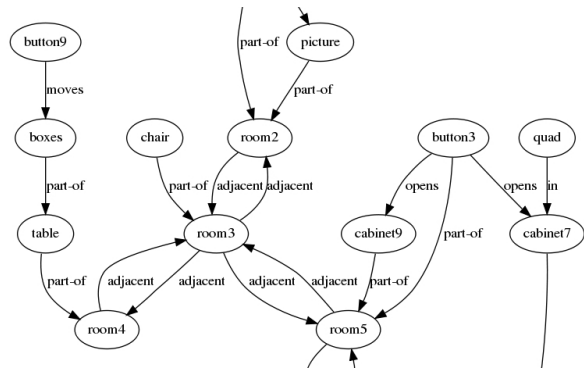 part-of
picture
button9
moves
part-of
boxes
chair
room2
button3
quad
part-of
part-of
adjacent
adjacent
opens
opens
in
table
room3
cabinet9
part-of
cabinet7
part-of
adjacent
adjacent
adjacent
adjacent
part-of
room4
room5